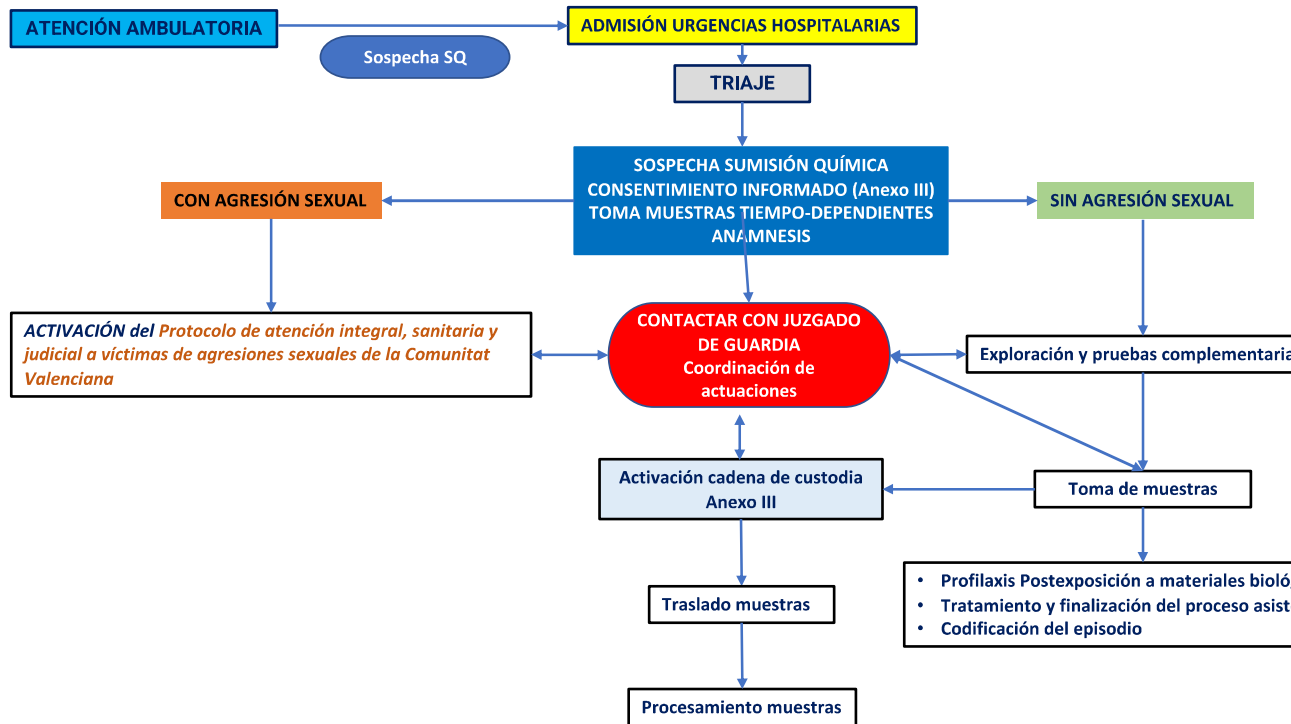 ATENCIÓN AMBULATORIA
Sospecha SQ
ADMISIÓN URGENCIAS HOSPITALARIAS
TRIAJE
SOSPECHA SUMISIÓN QUÍMICA
CONSENTIMIENTO INFORMADO (Anexo III)
TOMA MUESTRAS TIEMPO-DEPENDIENTES
ANAMNESIS
CON AGRESIÓN SEXUAL
SIN AGRESIÓN SEXUAL
ACTIVACIÓN del Protocolo de atención integral, sanitaria y
judicial a víctimas de agresiones sexuales de la Comunitat
Valenciana
CONTACTAR CON JUZGADO
DE GUARDIA
Coordinación de
actuaciones
Exploración y pruebas complementaria
Activación cadena de custodia
Anexo III
Toma de muestras
• Profilaxis Postexposición a materiales bioló
• Tratamiento y finalización del proceso asist
• Codificación del episodio
Traslado muestras
Procesamiento muestras